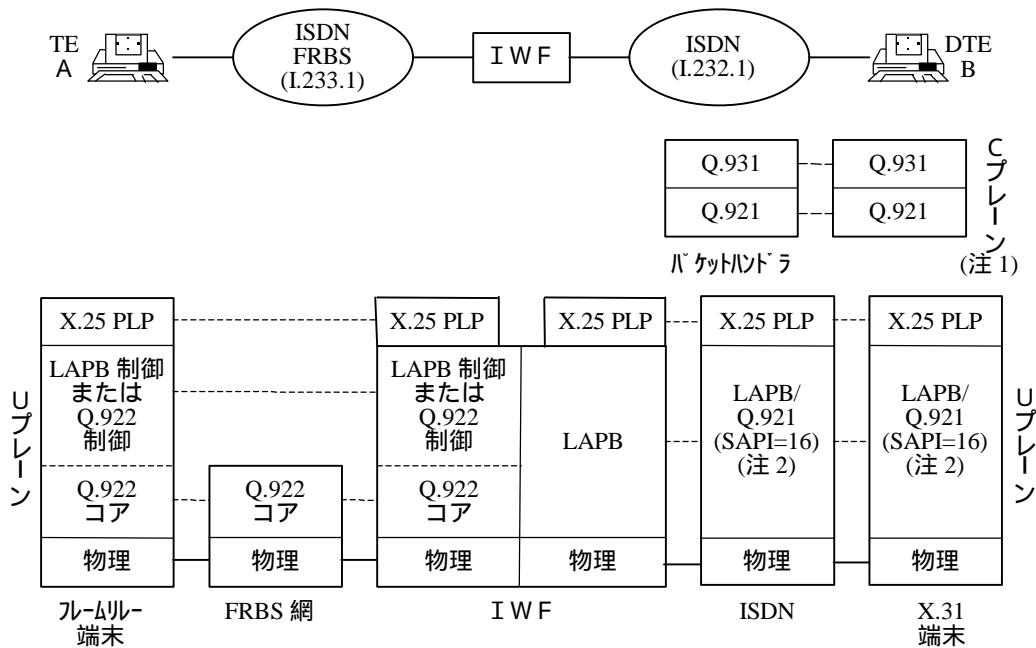 TE
A
ISDN
FRBS
(I.233.1)
ＩＷＦ
ISDN
(I.232.1)
DTE
B
Q.931
Q.931
Q.921
Q.921
Cプレーン
(注 1)
ﾊﾟｹｯﾄﾊﾝﾄﾞﾗ
Uプレーン
X.25 PLP
LAPB 制御
または
Q.922
制御
Q.922
コア
物理
Q.922
コア
物理
X.25 PLP
X.25 PLP
LAPB 制御
または
Q.922
制御
Q.922
コア
物理
LAPB
物理
X.25 PLP
LAPB/
Q.921
(SAPI=16)
(注 2)
物理
X.25 PLP
LAPB/
Q.921
(SAPI=16)
(注 2)
物理
Uプレーン
ﾌﾚｰﾑﾘﾚｰ
端末
FRBS 網
ＩＷＦ
ISDN
X.31
端末